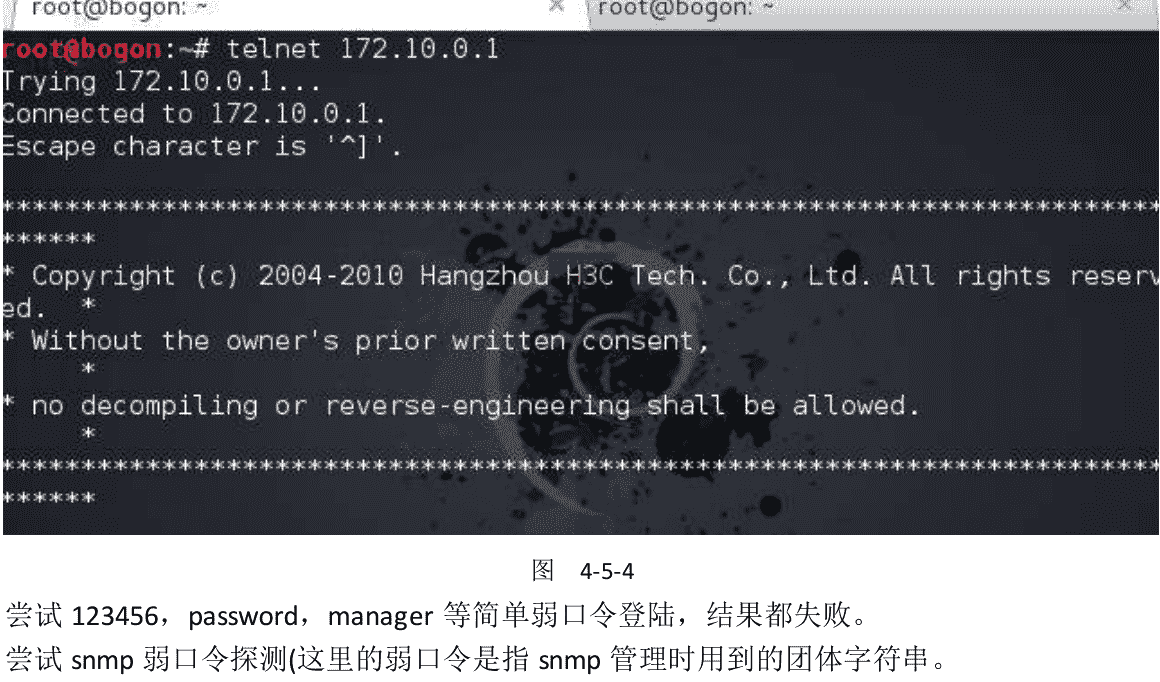 root@bogon: ~ × root@bogon: ~ ×
root@bogon:~# telnet 172.10.0.1
Trying 172.10.0.1...
Connected to 172.10.0.1.
Escape character is '^]'.
************************************************************************
******
* Copyright (c) 2004-2010 Hangzhou H3C Tech. Co., Ltd. All rights reserv
ed.  *
* Without the owner's prior written consent,
*
* no decompiling or reverse-engineering shall be allowed.
*
************************************************************************
******
图 4-5-4
尝试 123456，password，manager 等简单弱口令登陆，结果都失败。
尝试 snmp 弱口令探测(这里的弱口令是指 snmp 管理时用到的团体字符串。